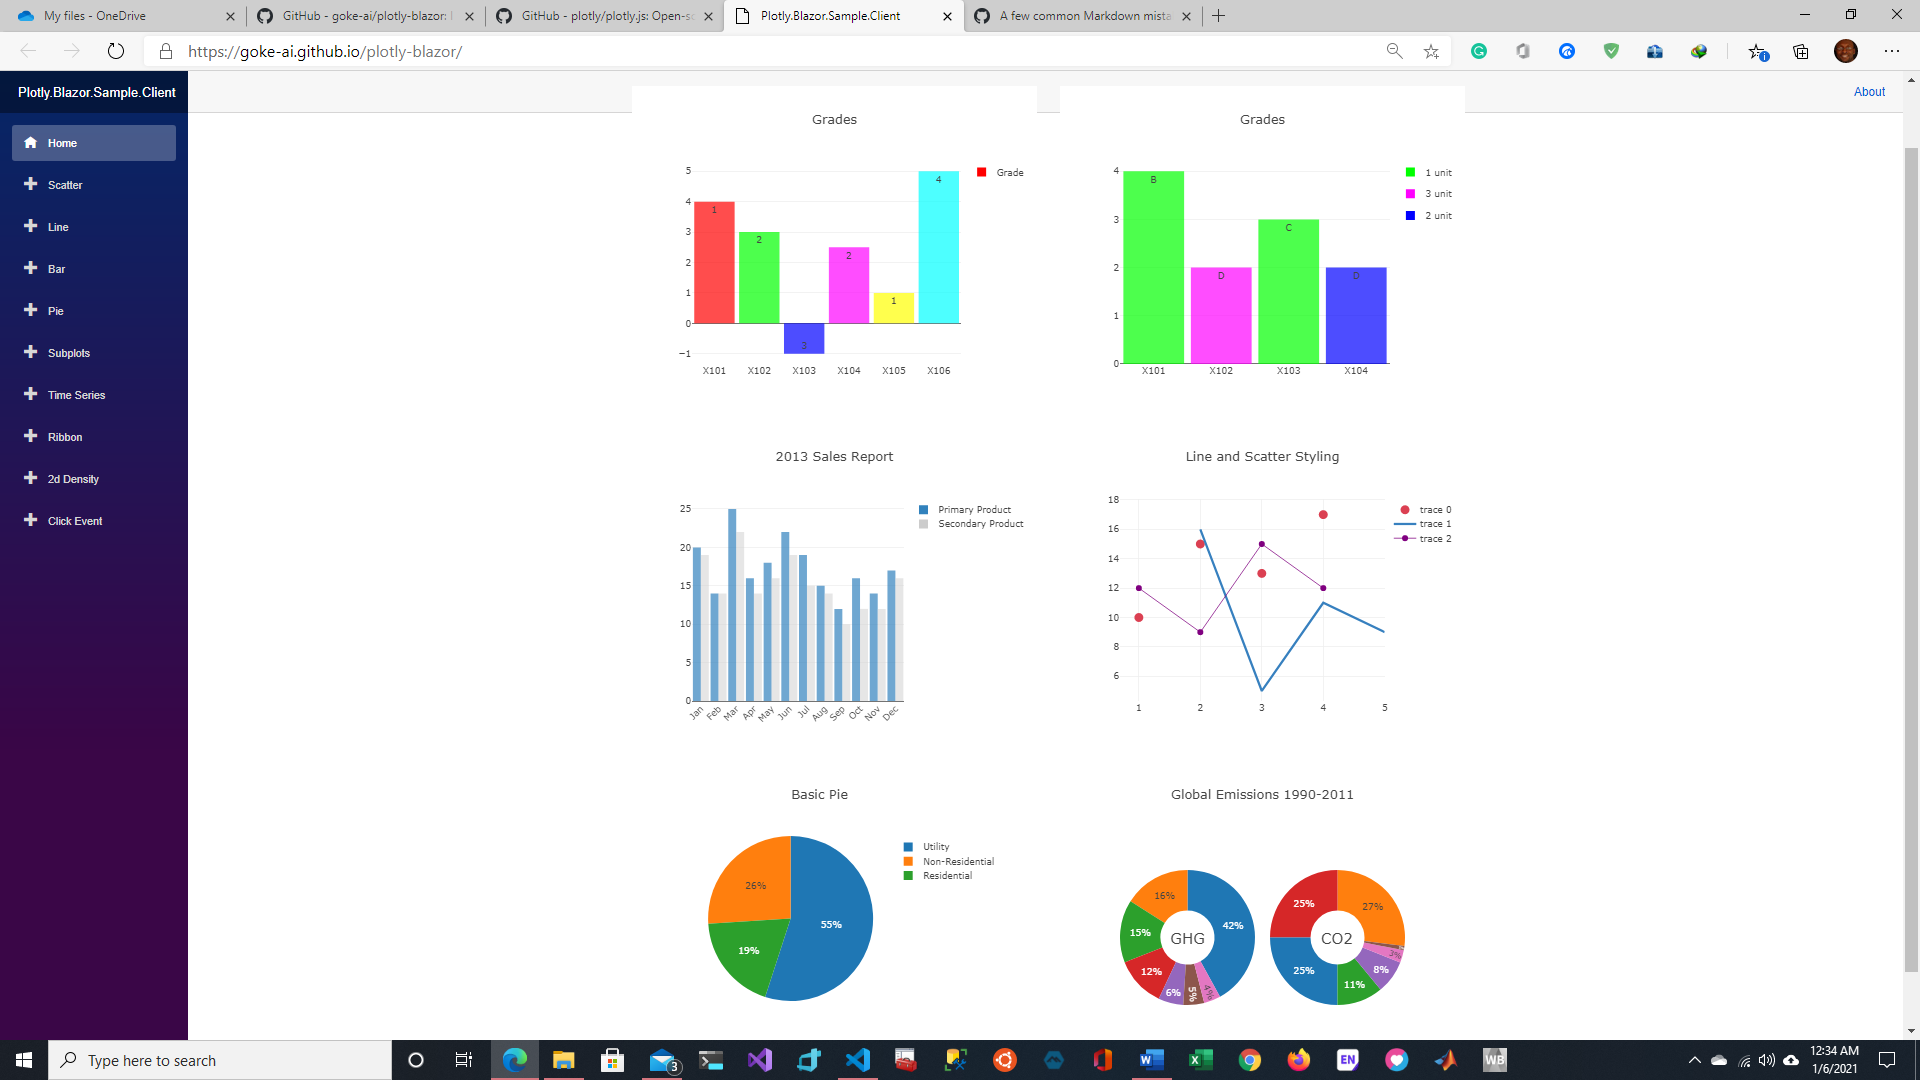 My files - OneDrive
GitHub - goke-ai/plotly-blazor:
GitHub - plotly/plotly.js: Open-so
Plotly.Blazor.Sample.Client
A few common Markdown mista
https://goke-ai.github.io/plotly-blazor/
Plotly.Blazor.Sample.Client
About
Home
Scatter
Line
Bar
Pie
Subplots
Time Series
Ribbon
2d Density
Click Event
Grades
5
4
3
2
1
0
−1
1
2
3
2
1
4
X101 X102 X103 X104 X105 X106
Grade
Grades
4
3
2
1
0
B
D
C
D
X101 X102 X103 X104
1 unit
3 unit
2 unit
2013 Sales Report
25
20
15
10
5
0
Jan Feb Mar Apr May Jun Jul Aug Sep Oct Nov Dec
Primary Product
Secondary Product
Line and Scatter Styling
18
16
14
12
10
8
6
1 2 3 4 5
trace 0
trace 1
trace 2
Basic Pie
26%
55%
19%
Utility
Non-Residential
Residential
Global Emissions 1990-2011
16%
42%
15%
GHG
12%
6%
5%
4%
25%
27%
CO2
3%
25%
8%
11%
Type here to search
3
EN
WB
12:34 AM
1/6/2021